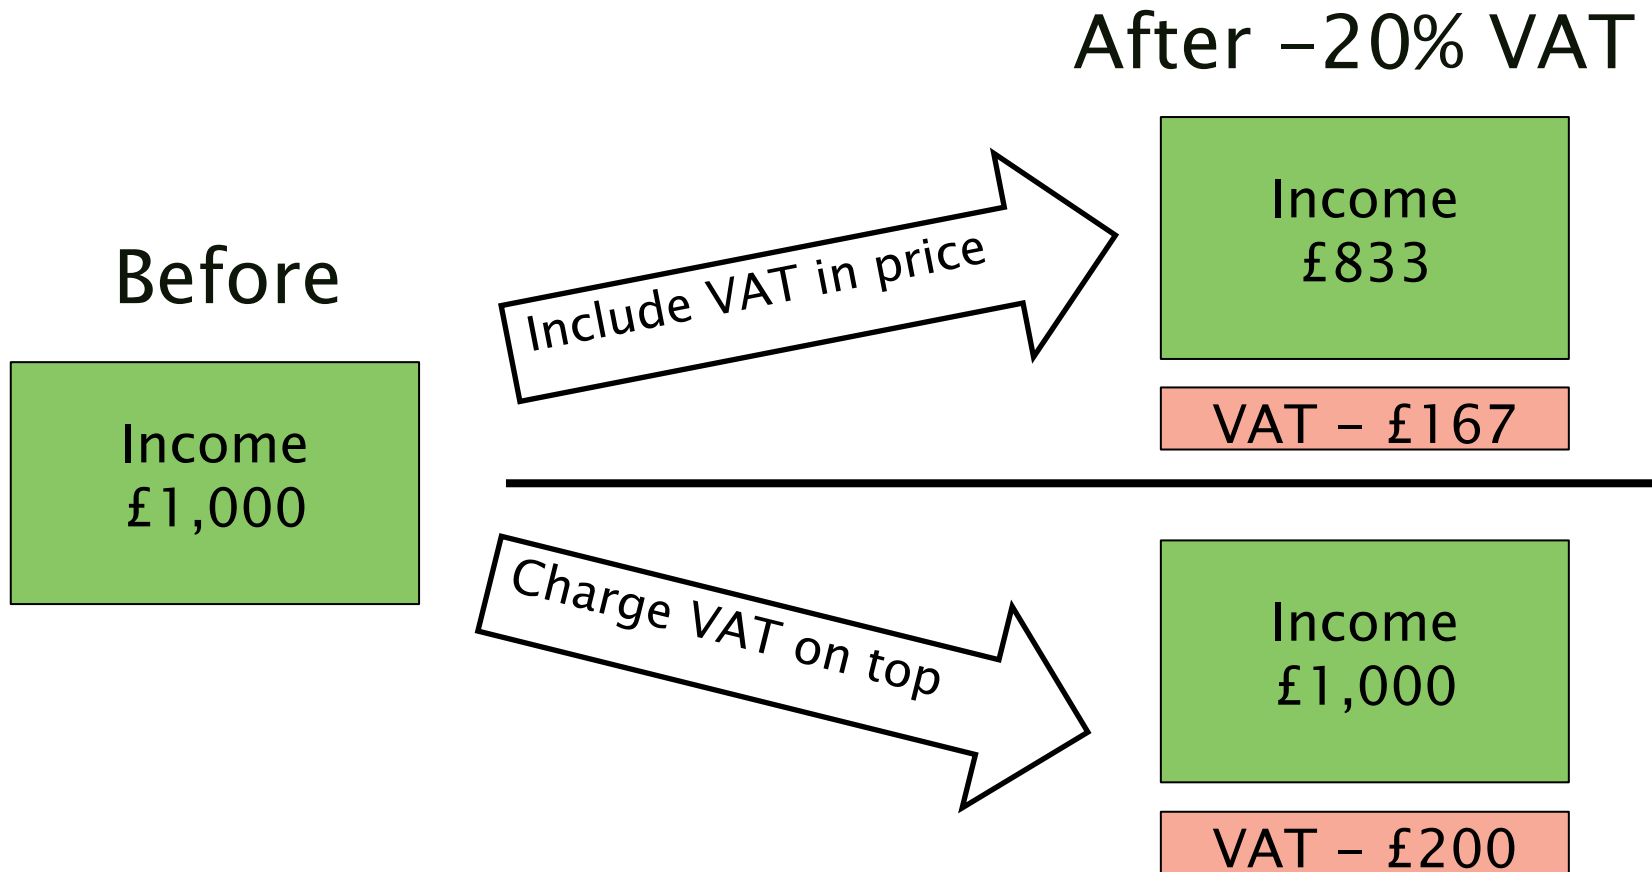 After –20% VAT
Before
Income
£1,000
Include VAT in price
Income
£833
VAT – £167
Charge VAT on top
Income
£1,000
VAT – £200